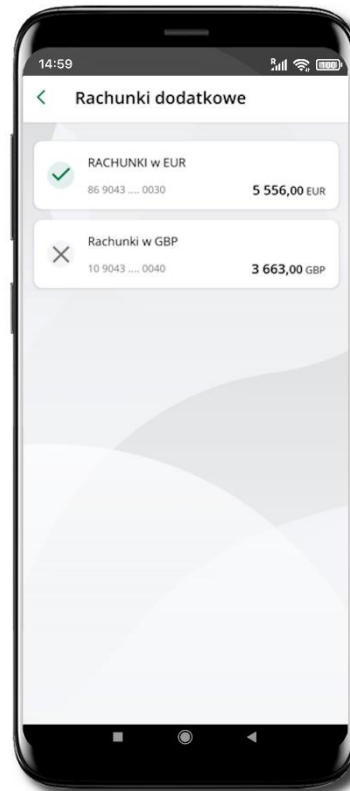 14:59
R
100
Rachunki dodatkowe
RACHUNKI w EUR
86 9043 .... 0030
5 556,00 EUR
Rachunki w GBP
10 9043 .... 0040
3 663,00 GBP